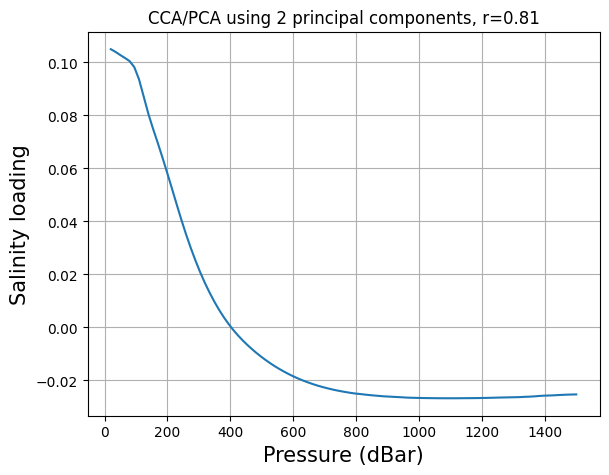 CCA/PCA using 2 principal components, r=0.81
0.10
0.08
0.06
0.04
0.02
0.00
−0.02
Salinity loading
0 200 400 600 800 1000 1200 1400
Pressure (dBar)